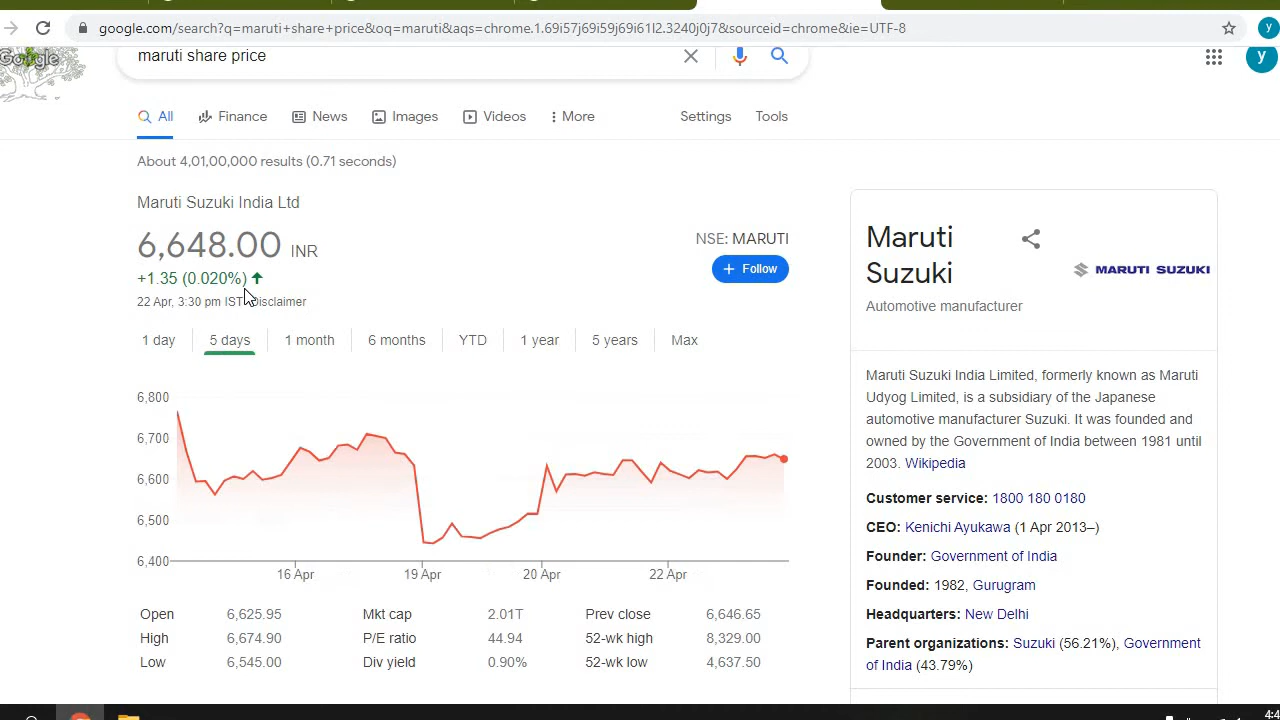 google.com/search?q=maruti+share+price&oq=maruti&aqs=chrome.1.69i57j69i59j69i61l2.3240j0j7&sourceid=chrome&ie=UTF-8
y
Google
maruti share price
y
All Finance News Images Videos More Settings Tools
About 4,01,00,000 results (0.71 seconds)
Maruti Suzuki India Ltd
6,648.00 INR
NSE: MARUTI
+1.35 (0.020%)
+ Follow
22 Apr, 3:30 pm IST Disclaimer
1 day 5 days 1 month 6 months YTD 1 year 5 years Max
6,800
6,700
6,600
6,500
6,400
16 Apr 19 Apr 20 Apr 22 Apr
Open 6,625.95 Mkt cap 2.01T Prev close 6,646.65
High 6,674.90 P/E ratio 44.94 52-wk high 8,329.00
Low 6,545.00 Div yield 0.90% 52-wk low 4,637.50
Maruti
Suzuki
MARUTI SUZUKI
Automotive manufacturer
Maruti Suzuki India Limited, formerly known as Maruti
Udyog Limited, is a subsidiary of the Japanese
automotive manufacturer Suzuki. It was founded and
owned by the Government of India between 1981 until
2003. Wikipedia
Customer service: 1800 180 0180
CEO: Kenichi Ayukawa (1 Apr 2013–)
Founder: Government of India
Founded: 1982, Gurugram
Headquarters: New Delhi
Parent organizations: Suzuki (56.21%), Government
of India (43.79%)